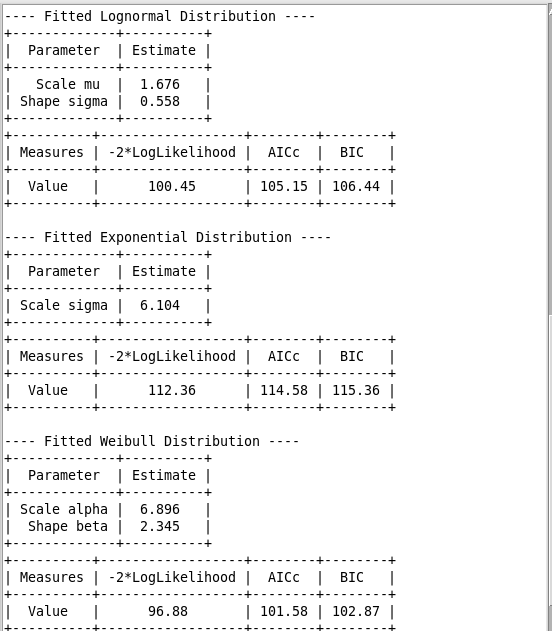 ---- Fitted Lognormal Distribution ----
+-------------+----------+
|  Parameter  | Estimate |
+-------------+----------+
|   Scale mu  |  1.676   |
| Shape sigma |  0.558   |
+-------------+----------+
+----------+------------------+--------+--------+
| Measures | -2*LogLikelihood |  AICc  |  BIC   |
+----------+------------------+--------+--------+
|  Value   |      100.45      | 105.15 | 106.44 |
+----------+------------------+--------+--------+
---- Fitted Exponential Distribution ----
+-------------+----------+
|  Parameter  | Estimate |
+-------------+----------+
| Scale sigma |  6.104   |
+-------------+----------+
+----------+------------------+--------+--------+
| Measures | -2*LogLikelihood |  AICc  |  BIC   |
+----------+------------------+--------+--------+
|  Value   |      112.36      | 114.58 | 115.36 |
+----------+------------------+--------+--------+
---- Fitted Weibull Distribution ----
+-------------+----------+
|  Parameter  | Estimate |
+-------------+----------+
| Scale alpha |  6.896   |
|  Shape beta |  2.345   |
+-------------+----------+
+----------+------------------+--------+--------+
| Measures | -2*LogLikelihood |  AICc  |  BIC   |
+----------+------------------+--------+--------+
|  Value   |      96.88       | 101.58 | 102.87 |
+----------+------------------+--------+--------+